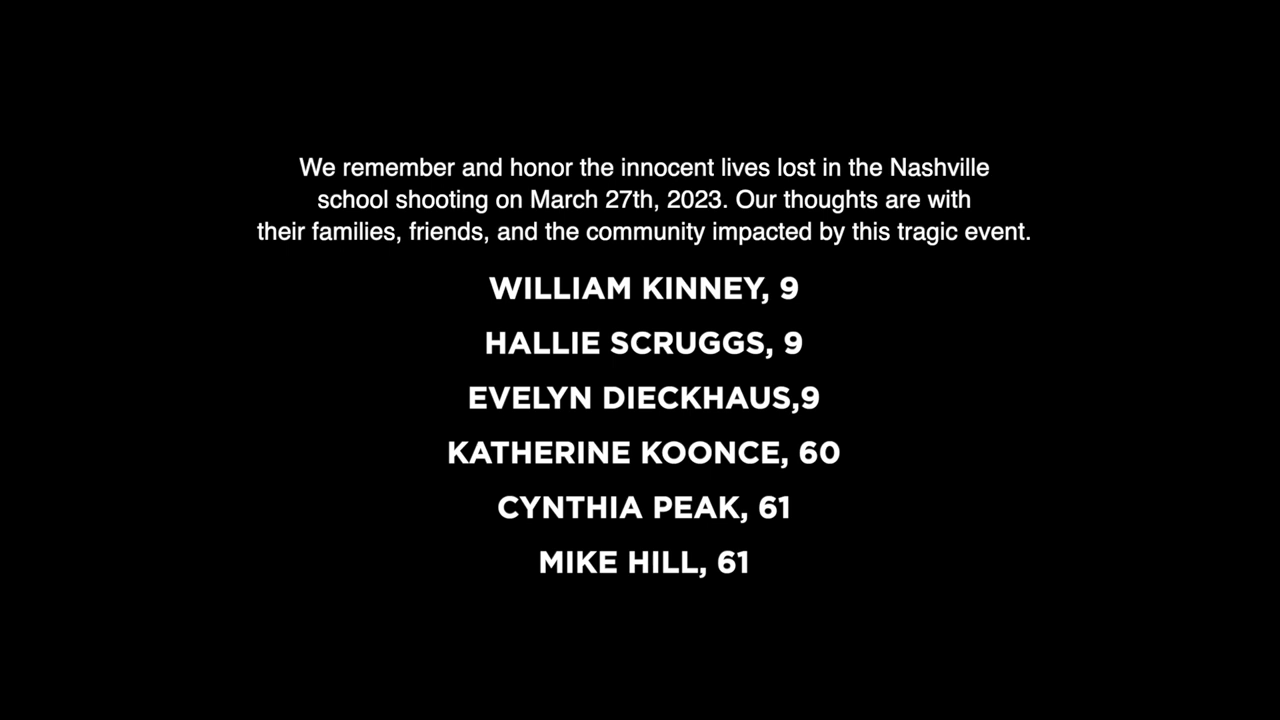 We remember and honor the innocent lives lost in the Nashville
school shooting on March 27th, 2023. Our thoughts are with
their families, friends, and the community impacted by this tragic event.
WILLIAM KINNEY, 9
HALLIE SCRUGGS, 9
EVELYN DIECKHAUS,9
KATHERINE KOONCE, 60
CYNTHIA PEAK, 61
MIKE HILL, 61